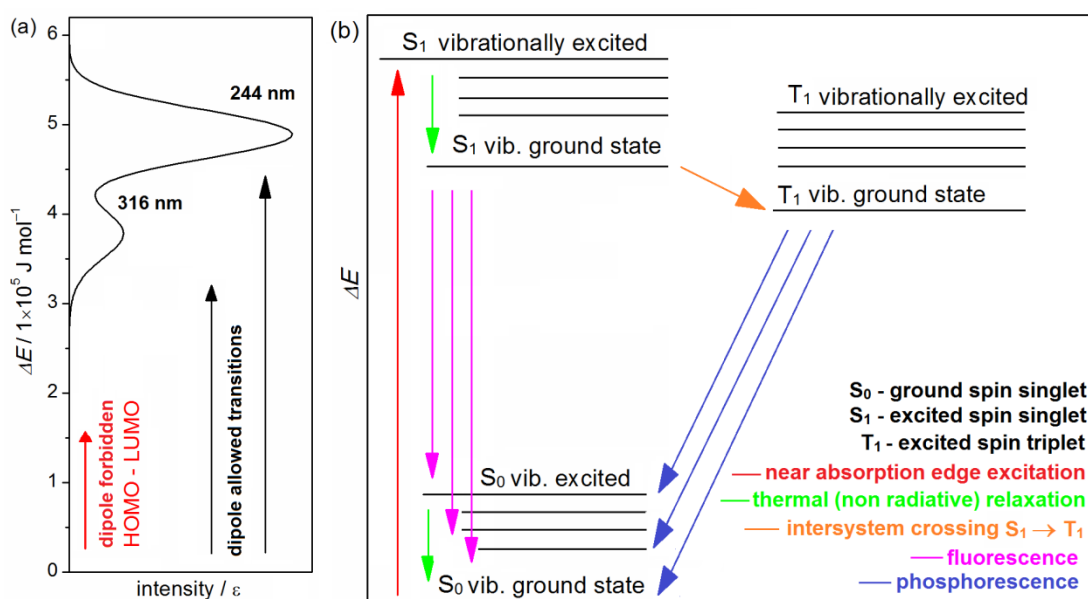 (a)
6
5
4
3
2
1
0
ΔE / 1×10⁵ J mol⁻¹
244 nm
316 nm
dipole forbidden
HOMO - LUMO
dipole allowed transitions
intensity / ε
(b)
ΔE
S₁ vibrationally excited
S₁ vib. ground state
T₁ vibrationally excited
T₁ vib. ground state
S₀ vib. excited
S₀ vib. ground state
S₀ - ground spin singlet
S₁ - excited spin singlet
T₁ - excited spin triplet
near absorption edge excitation
thermal (non radiative) relaxation
intersystem crossing S₁ → T₁
fluorescence
phosphorescence